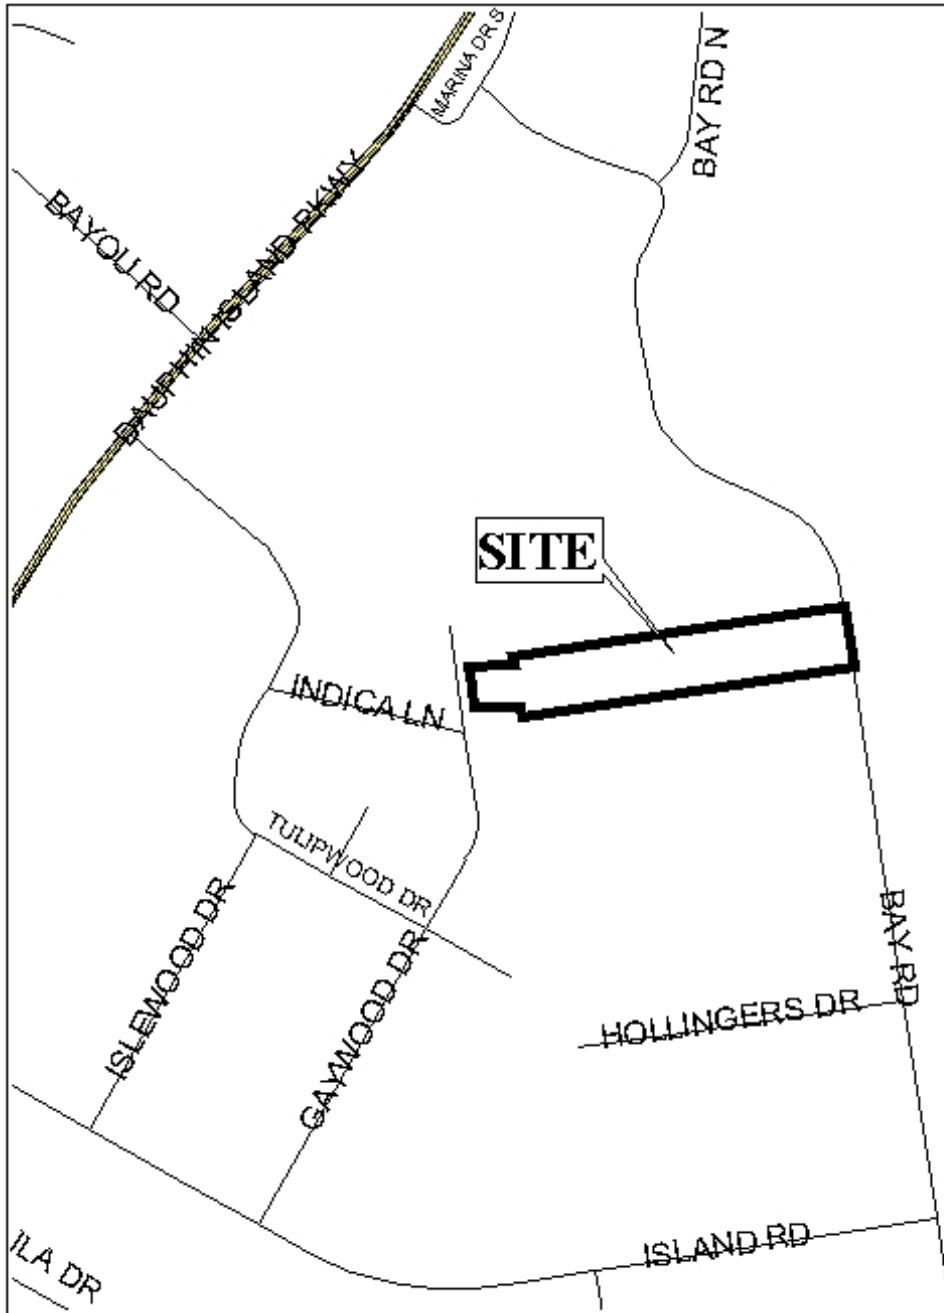 MARINA DR S
BAY RD N
BAYOU RD
DAUPHIN ISLAND PKWY
SITE
INDICA LN
TULIPWOOD DR
ISLEWOOD DR
GAYWOOD DR
BAY RD
HOLLINGERS DR
ISLAND RD
ILA DR